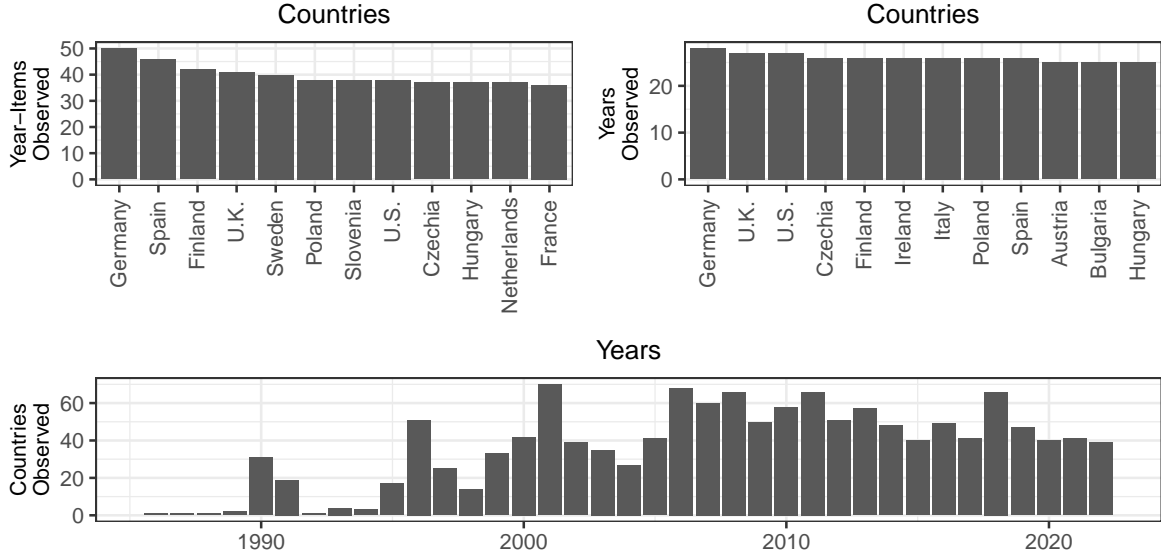 Countries
Year−Items
Observed
50
40
30
20
10
0
Germany
Spain
Finland
U.K.
Sweden
Poland
Slovenia
U.S.
Czechia
Hungary
Netherlands
France
Countries
Years
Observed
20
10
0
Germany
U.K.
U.S.
Czechia
Finland
Ireland
Italy
Poland
Spain
Austria
Bulgaria
Hungary
Years
Countries
Observed
60
40
20
0
1990
2000
2010
2020